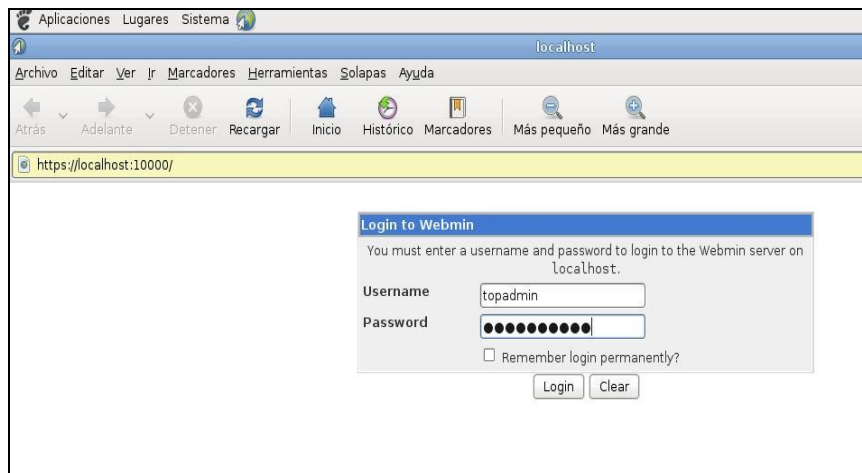 Aplicaciones Lugares Sistema
localhost
Archivo Editar Ver Ir Marcadores Herramientas Solapas Ayuda
Atrás Adelante Detener Recargar Inicio Histórico Marcadores Más pequeño Más grande
https://localhost:10000/
Login to Webmin
You must enter a username and password to login to the Webmin server on
localhost.
Username topadmin
Password ●●●●●●●●●●
Remember login permanently?
Login Clear